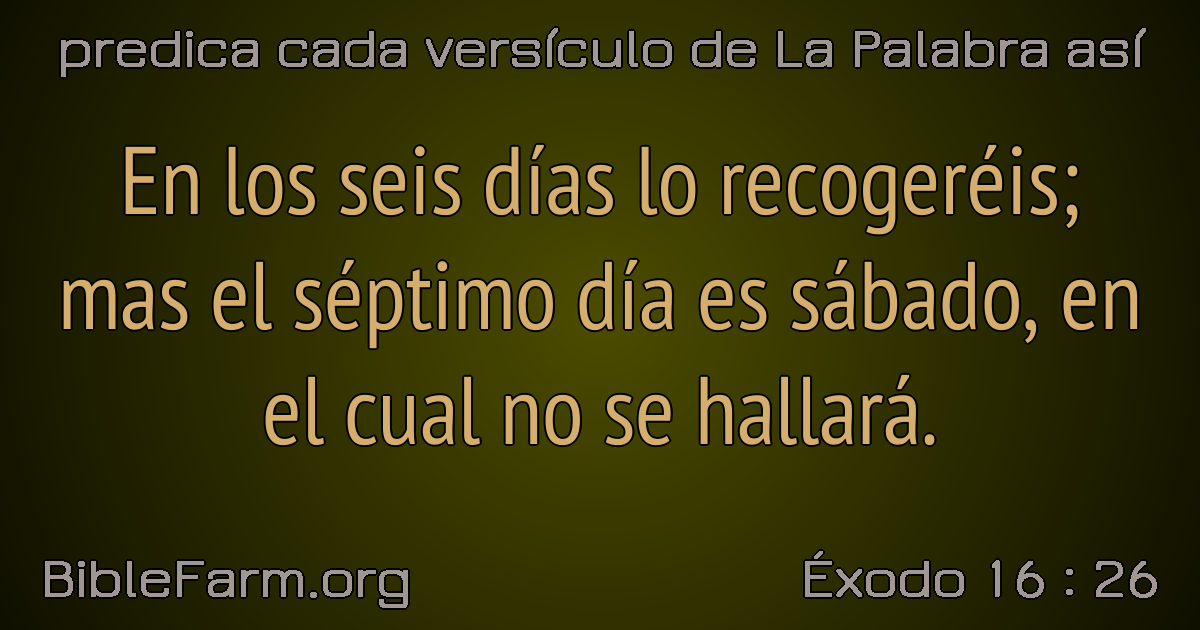 predica cada versículo de La Palabra así
En los seis días lo recogeréis;
mas el séptimo día es sábado, en
el cual no se hallará.
BibleFarm.org
Éxodo 16 : 26